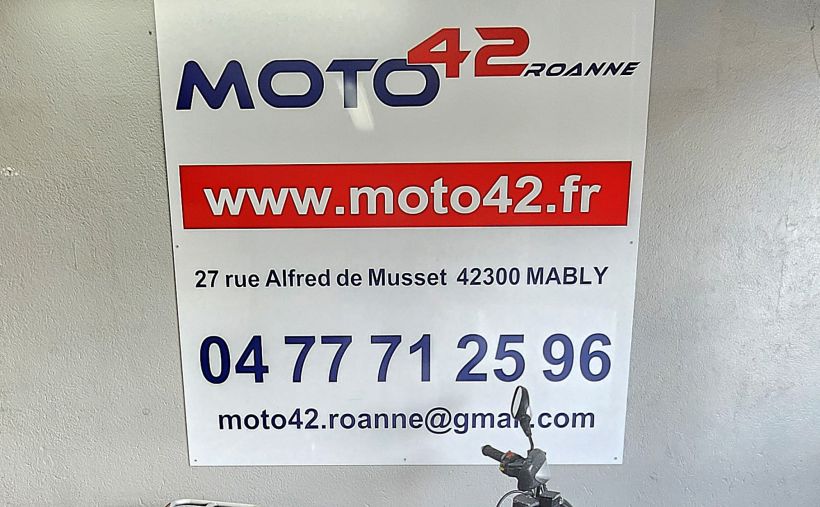 MOTO42 ROANNE
www.moto42.fr
27 rue Alfred de Musset 42300 MABLY
04 77 71 25 96
moto42.roanne@gmail.com